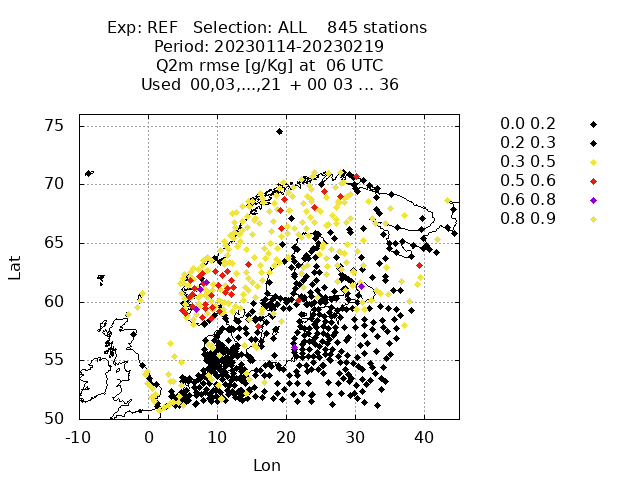 Exp: REF Selection: ALL 845 stations
Period: 20230114-20230219
Q2m rmse [g/Kg] at 06 UTC
Used 00,03,...,21 + 00 03 ... 36
0.0 0.2
0.2 0.3
0.3 0.5
0.5 0.6
0.6 0.8
0.8 0.9
75
70
65
60
55
50
Lat
-10 0 10 20 30 40
Lon